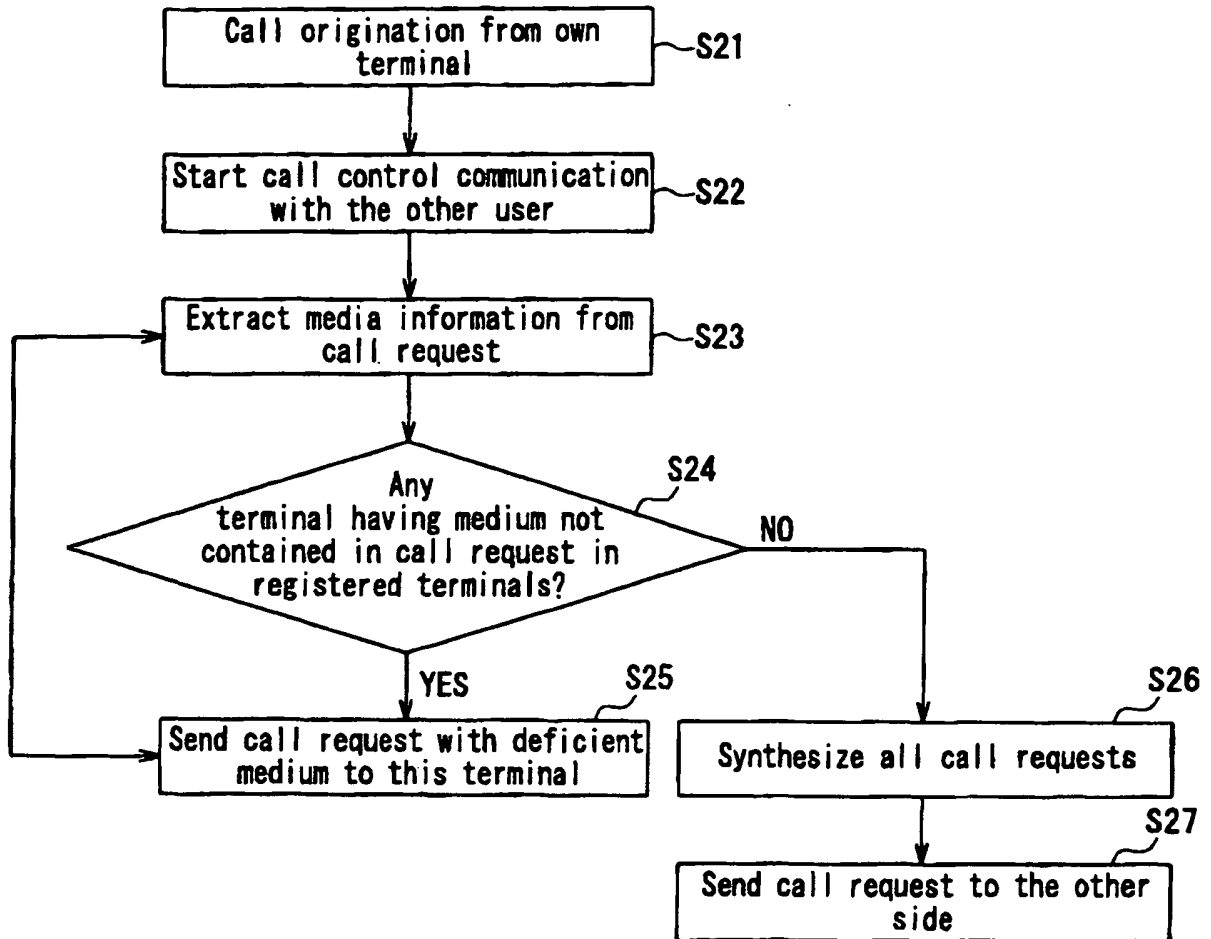 Call origination from own
terminal
S21
Start call control communication
with the other user
S22
Extract media information from
call request
S23
Any
terminal having medium not
contained in call request in
registered terminals?
S24
NO
YES
S25
Send call request with deficient
medium to this terminal
S26
Synthesize all call requests
S27
Send call request to the other
side